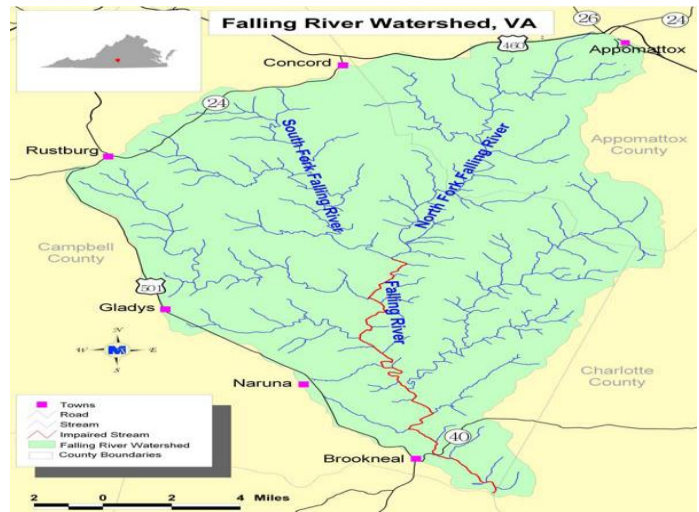 Falling River Watershed, VA
26
24
460
Appomattox
Concord
24
Rustburg
South Fork Falling River
North Fork Falling River
Appomattox
County
Campbell
County
501
Gladys
Falling River
N
W E
S
Naruna
Charlotte
County
Towns
Road
Stream
Impaired Stream
Falling River Watershed
County Boundaries
40
Brookneal
2 0 2 4 Miles